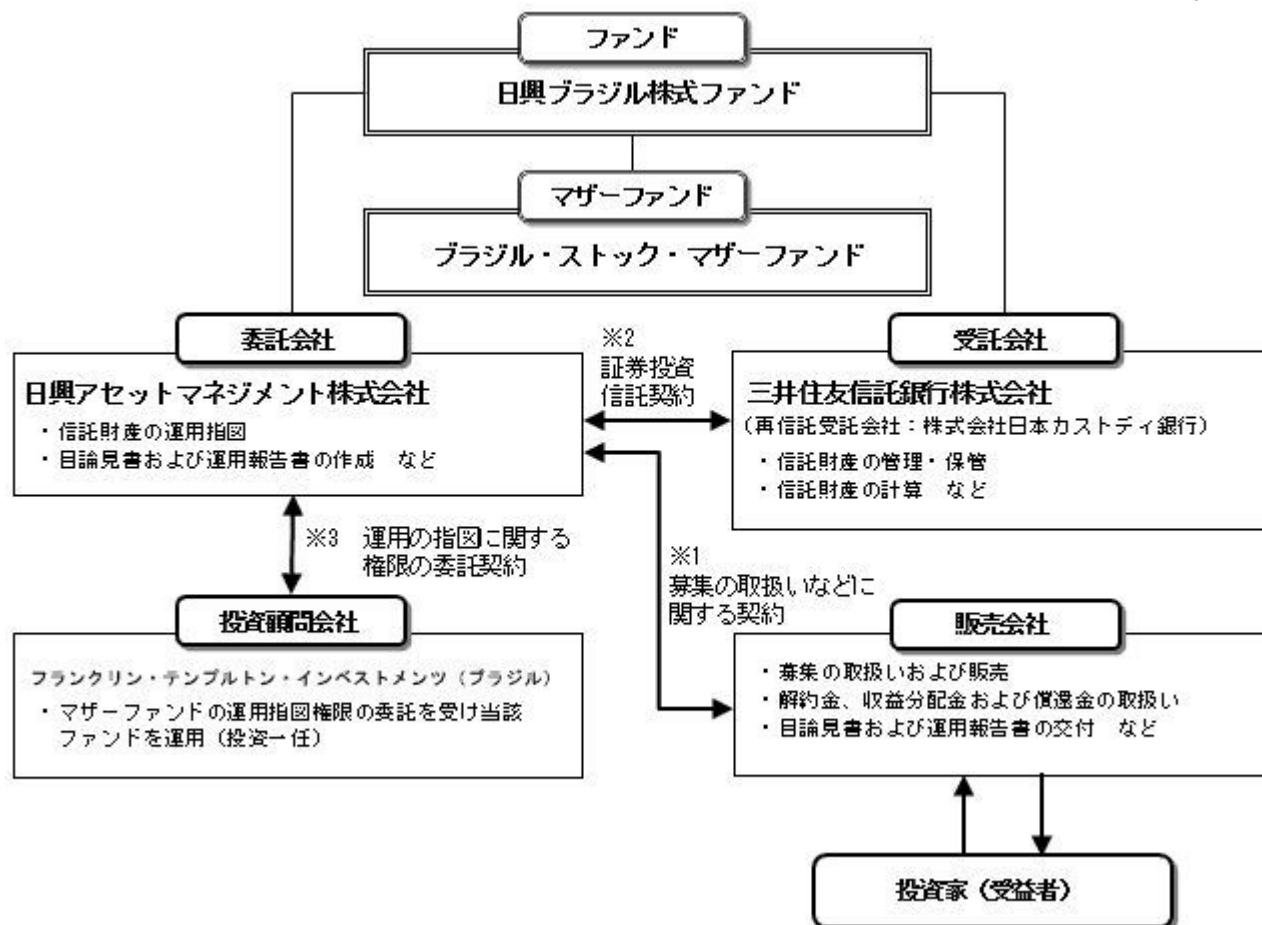 ファンド
日興ブラジル株式ファンド
マザーファンド
ブラジル・ストック・マザーファンド
委託会社
日興アセットマネジメント株式会社
・信託財産の運用指図
・目論見書および運用報告書の作成　など
※2
証券投資
信託契約
受託会社
三井住友信託銀行株式会社
(再信託受託会社：株式会社日本カストディ銀行)
・信託財産の管理・保管
・信託財産の計算　など
※3　運用の指図に関する
権限の委託契約
※1
募集の取扱いなどに
関する契約
投資顧問会社
フランクリン・テンプルトン・インベストメンツ（ブラジル）
・マザーファンドの運用指図権限の委託を受け当該
ファンドを運用（投資一任）
販売会社
・募集の取扱いおよび販売
・解約金、収益分配金および償還金の取扱い
・目論見書および運用報告書の交付　など
投資家（受益者）